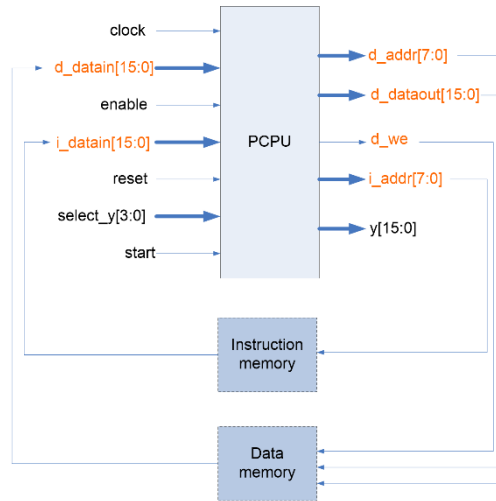 clock
d_datain[15:0]
enable
i_datain[15:0]
reset
select_y[3:0]
start
PCPU
d_addr[7:0]
d_dataout[15:0]
d_we
i_addr[7:0]
y[15:0]
Instruction
memory
Data
memory